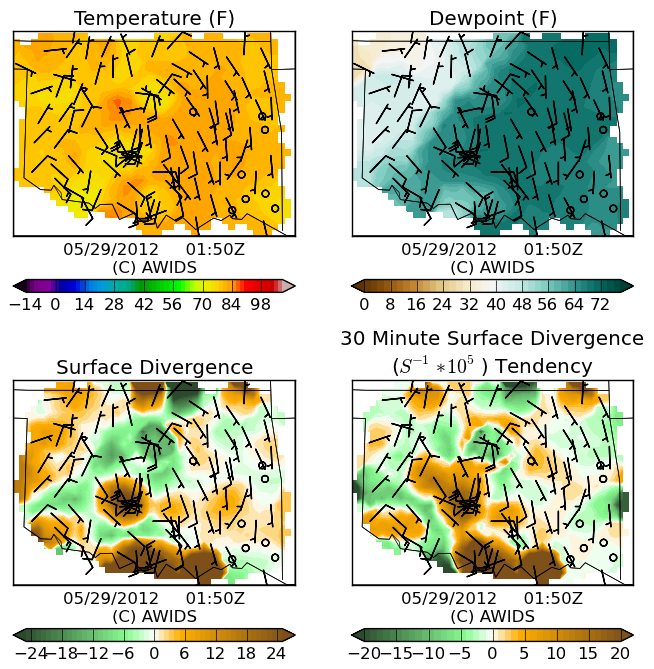 Temperature (F)
Dewpoint (F)
05/29/2012 01:50Z
(C) AWIDS
−14 0 14 28 42 56 70 84 98
05/29/2012 01:50Z
(C) AWIDS
0 8 16 24 32 40 48 56 64 72
Surface Divergence
30 Minute Surface Divergence
(S⁻¹ *10⁵ ) Tendency
05/29/2012 01:50Z
(C) AWIDS
−24 −18 −12 −6 0 6 12 18 24
05/29/2012 01:50Z
(C) AWIDS
−20 −15 −10 −5 0 5 10 15 20